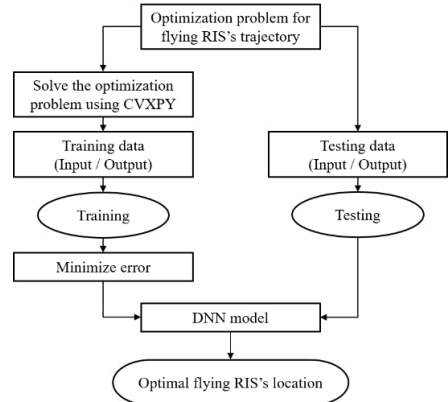 Optimization problem for
flying RIS's trajectory
Solve the optimization
problem using CVXPY
Training data
(Input / Output)
Testing data
(Input / Output)
Training
Testing
Minimize error
DNN model
Optimal flying RIS's location